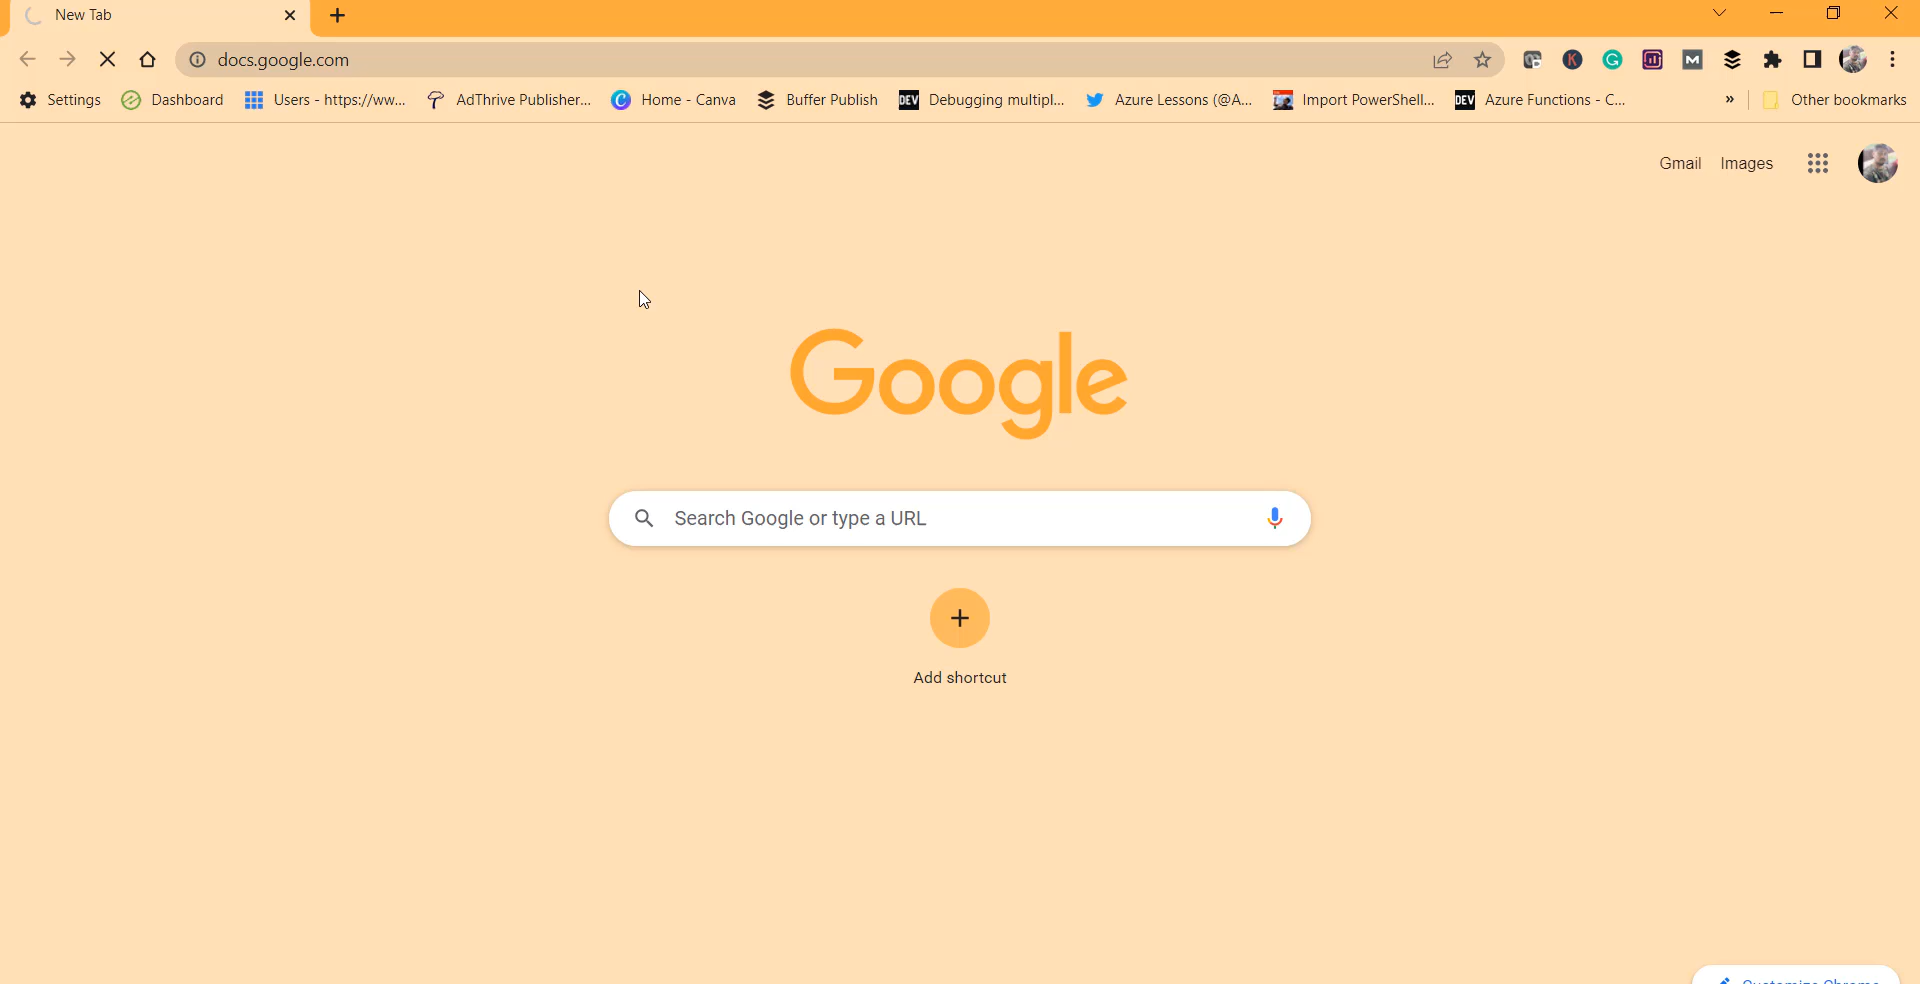 New Tab
docs.google.com
Settings Dashboard Users - https://ww... AdThrive Publisher... Home - Canva Buffer Publish DEV Debugging multipl... Azure Lessons (@A... Import PowerShell... DEV Azure Functions - C... » Other bookmarks
Gmail Images
Google
Search Google or type a URL
Add shortcut
Customize Chrome